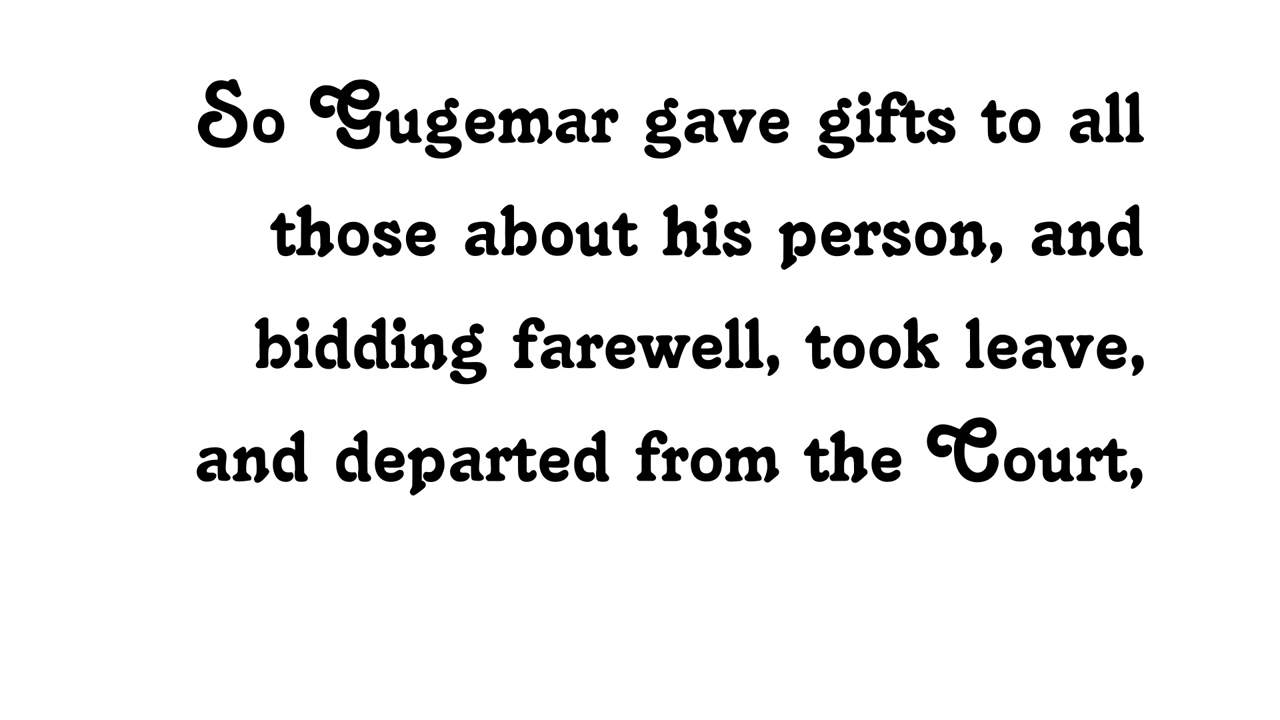 So Gugemar gave gifts to all
those about his person, and
bidding farewell, took leave,
and departed from the Court,